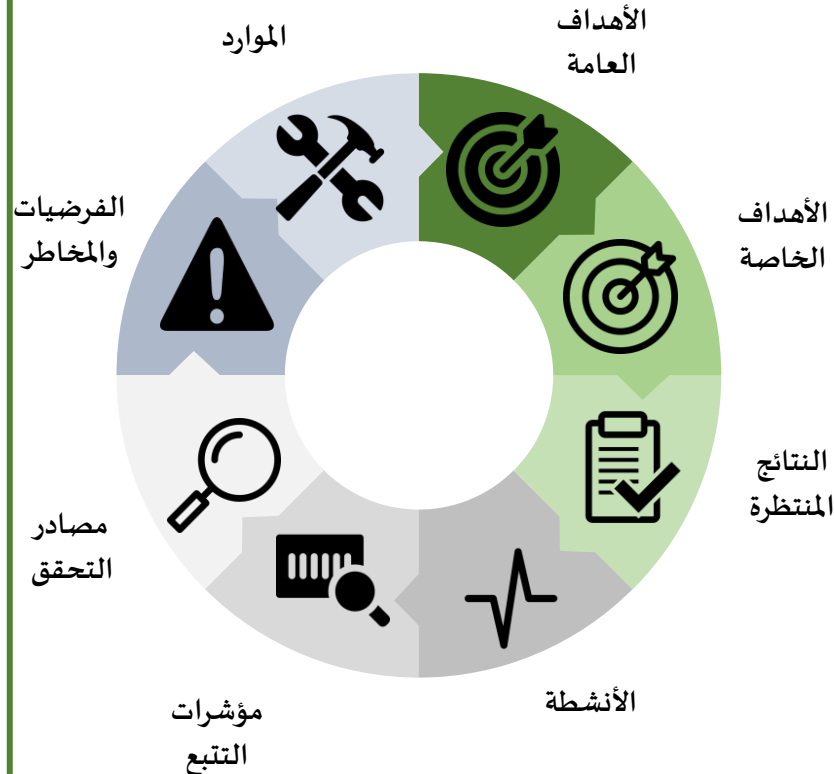 الأهداف
العامة
الأهداف
الخاصة
النتائج
المنتظرة
الأنشطة
مؤشرات
التتبع
مصادر
التحقق
الفرضيات
والمخاطر
الموارد